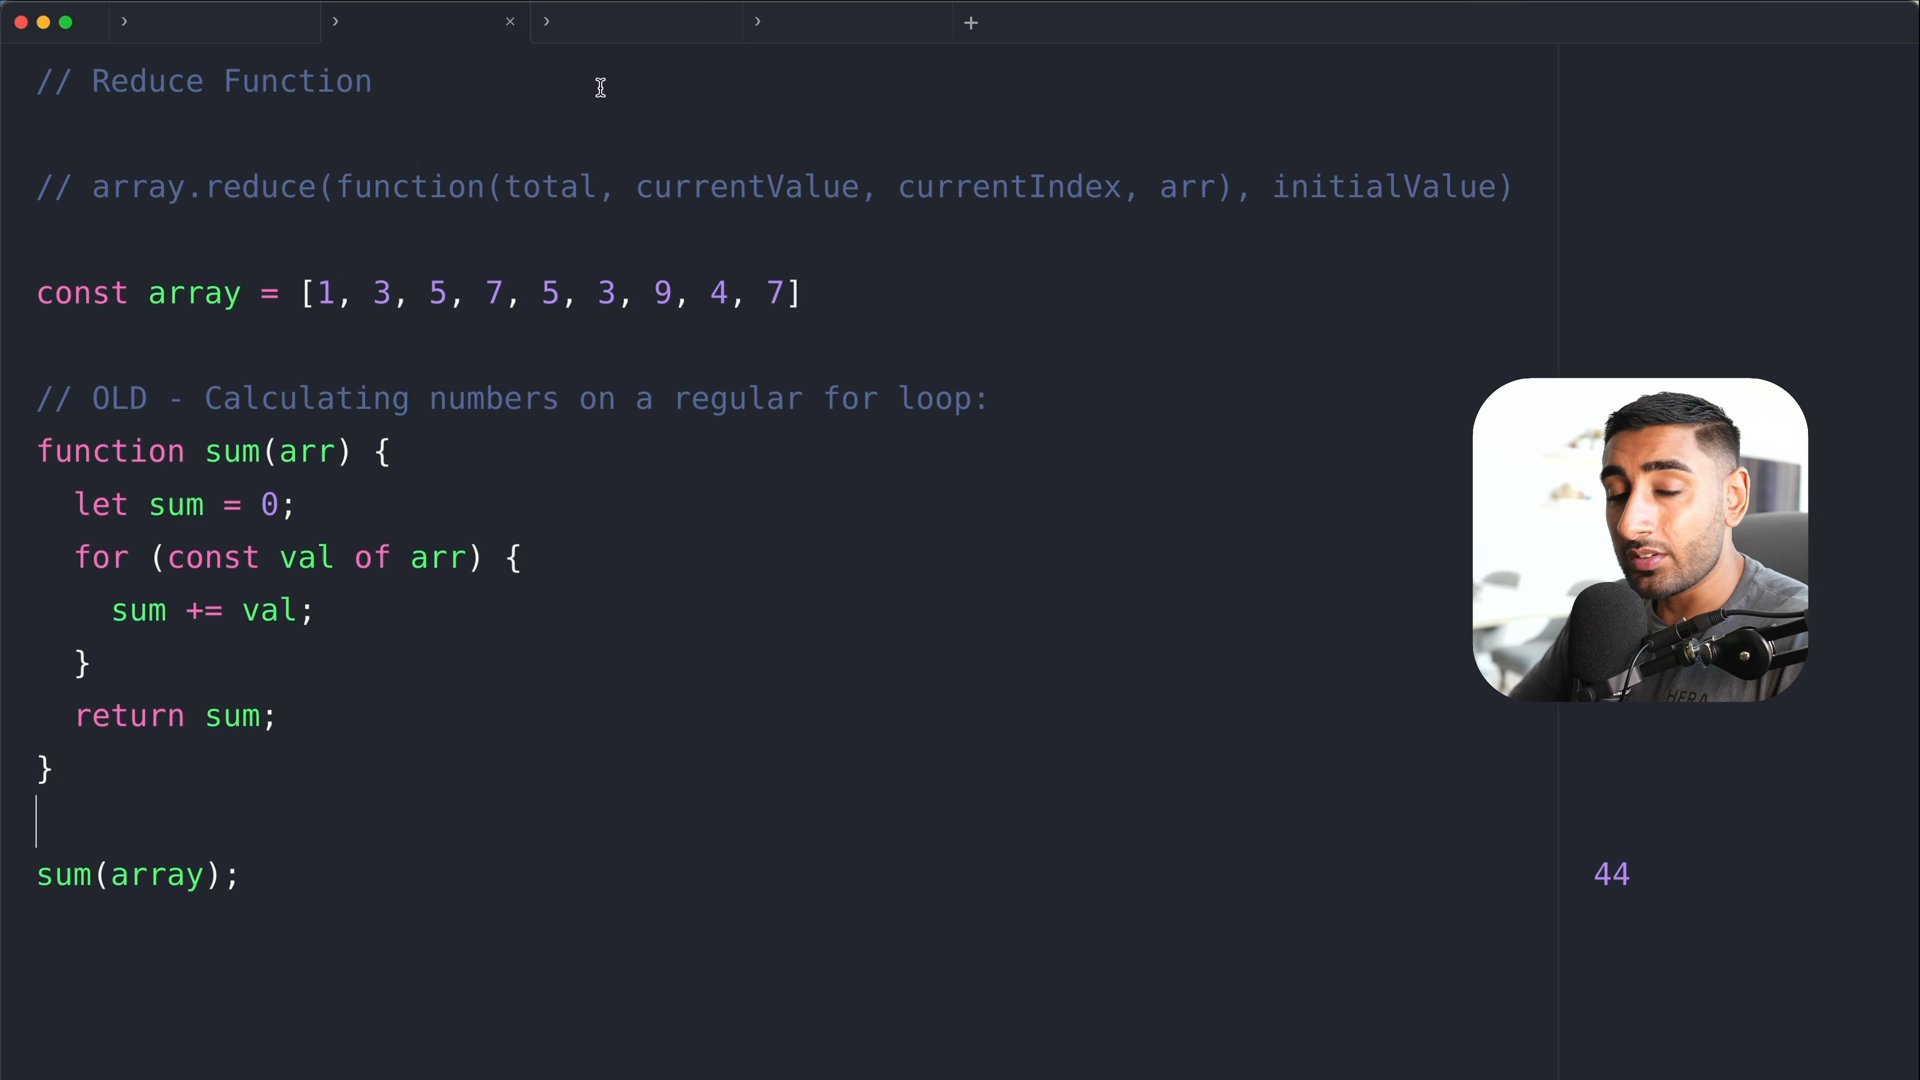 // Reduce Function
// array.reduce(function(total, currentValue, currentIndex, arr), initialValue)
const array = [1, 3, 5, 7, 5, 3, 9, 4, 7]
// OLD - Calculating numbers on a regular for loop:
function sum(arr) {
  let sum = 0;
  for (const val of arr) {
    sum += val;
  }
  return sum;
}
sum(array);
44